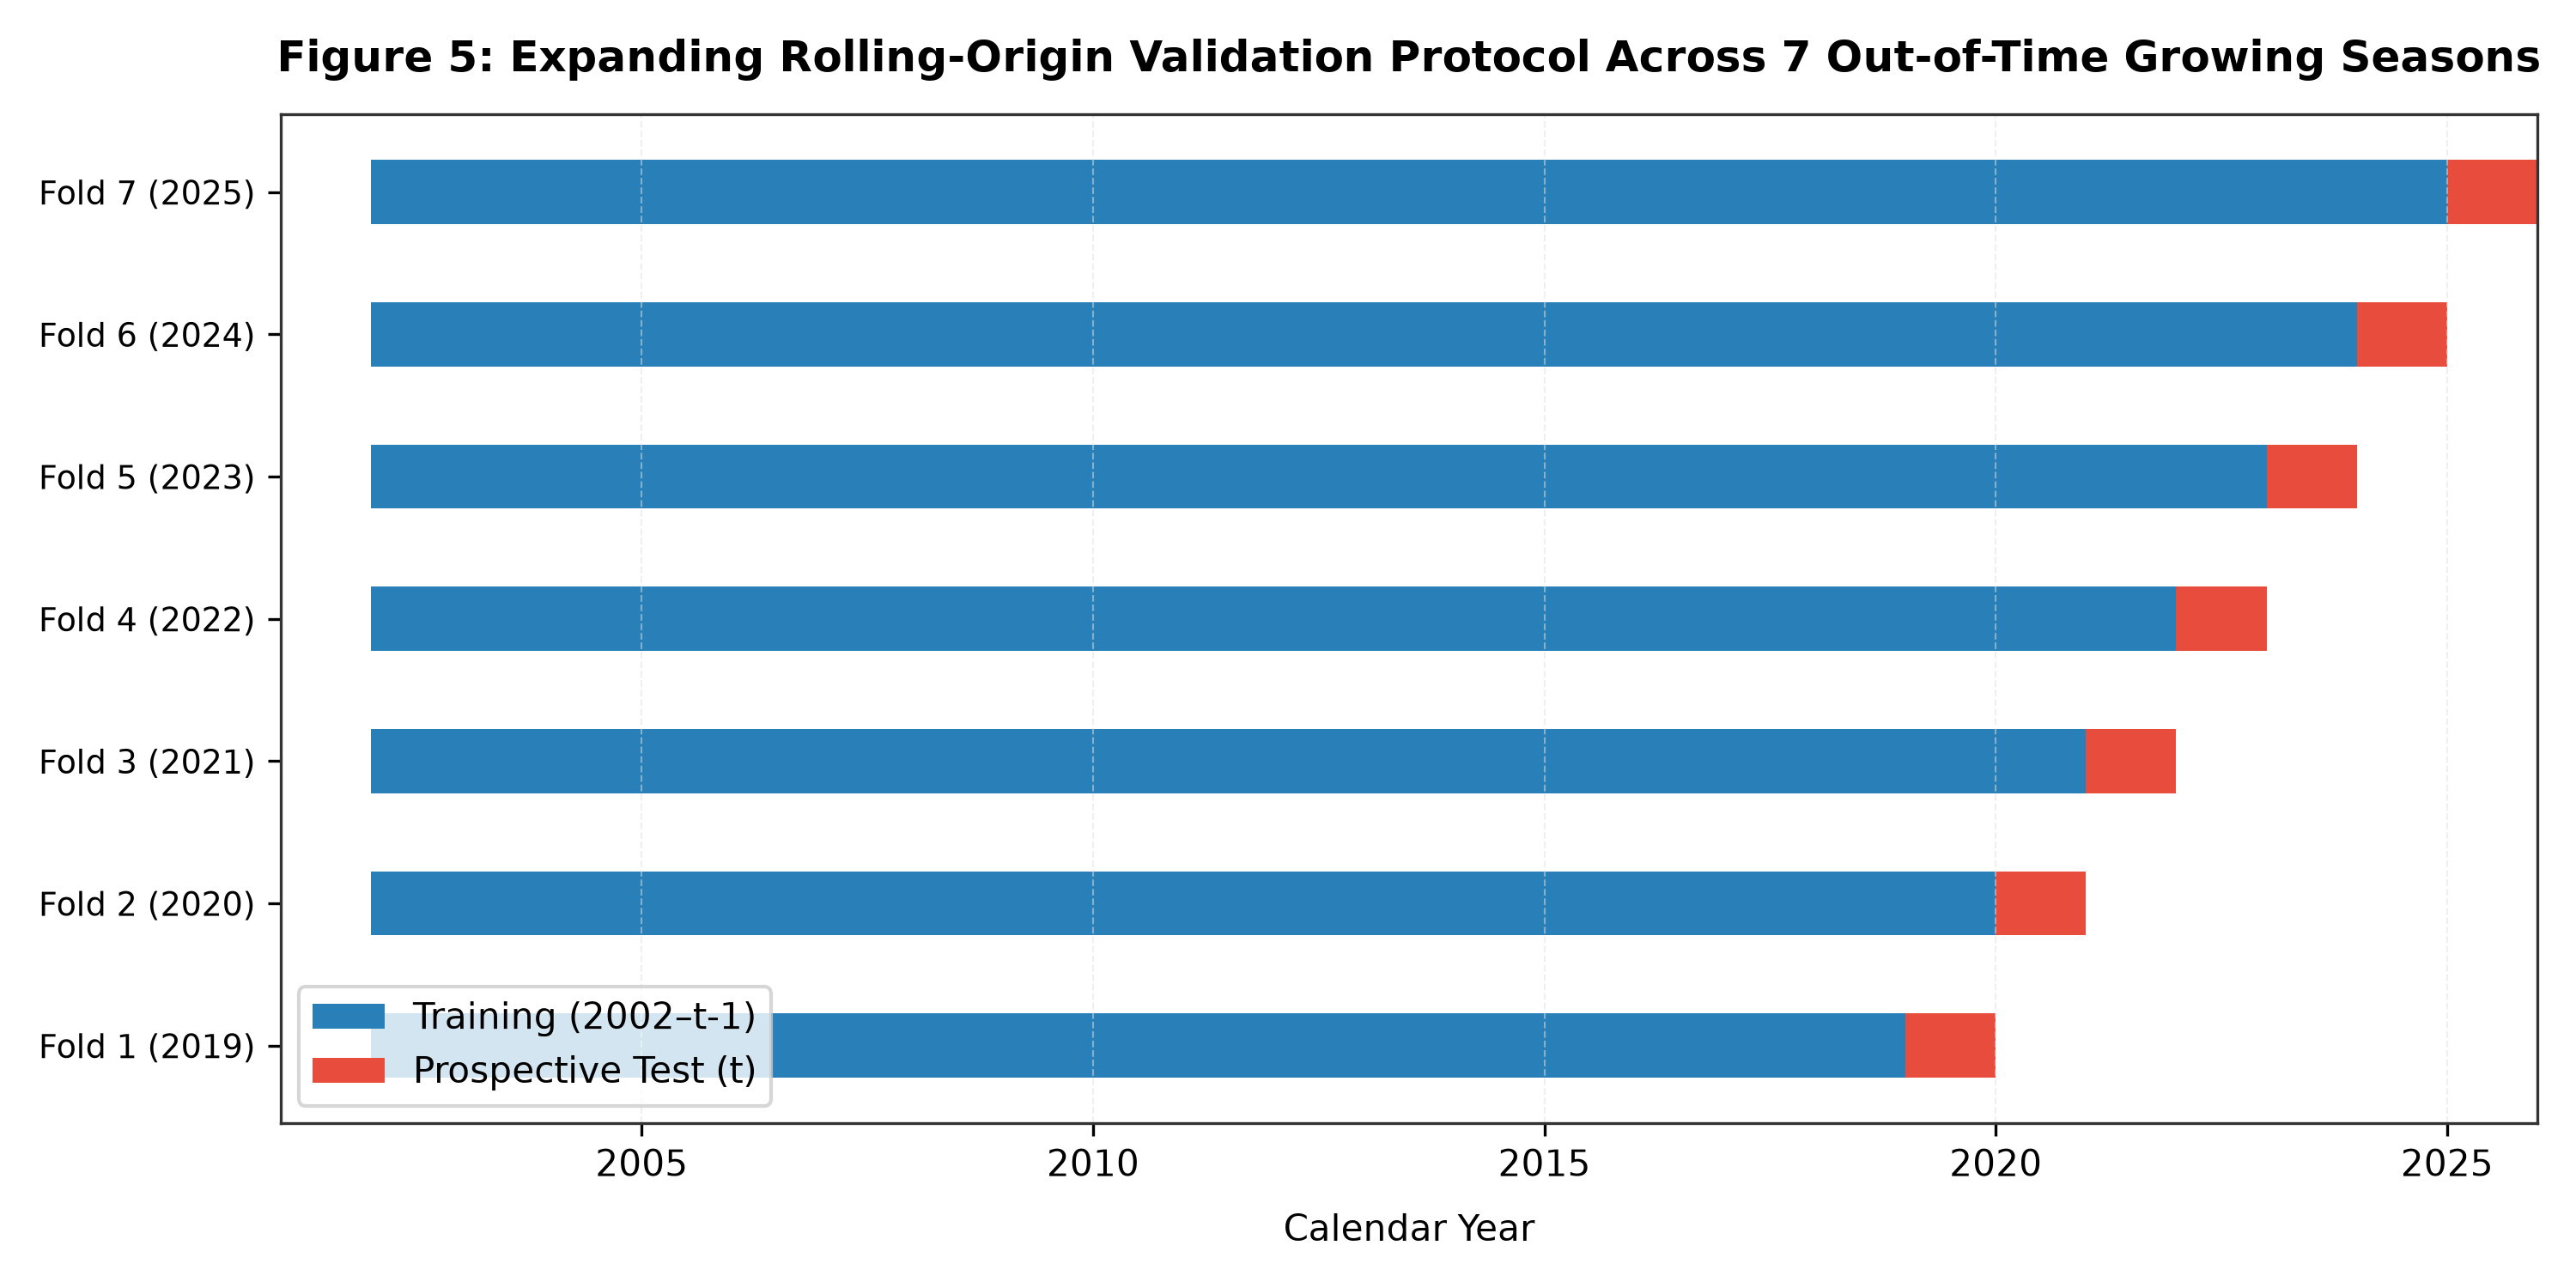 Figure 5: Expanding Rolling-Origin Validation Protocol Across 7 Out-of-Time Growing Seasons
Fold 7 (2025)
Fold 6 (2024)
Fold 5 (2023)
Fold 4 (2022)
Fold 3 (2021)
Fold 2 (2020)
Fold 1 (2019)
Training (2002–t-1)
Prospective Test (t)
2005 2010 2015 2020 2025
Calendar Year